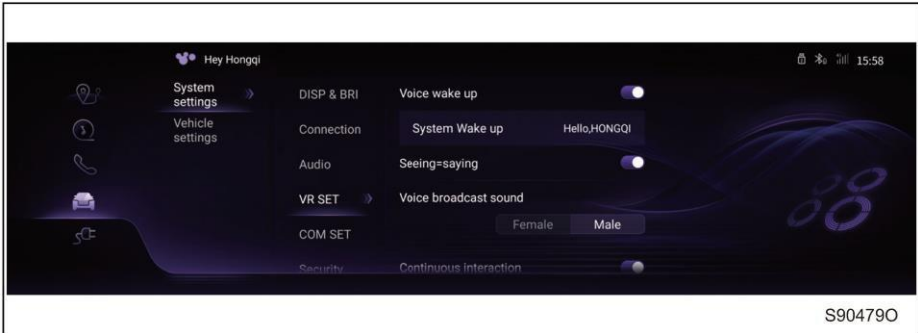 Hey Hongqi
15:58
System settings
Vehicle settings
DISP & BRI
Connection
Audio
VR SET
COM SET
Security
Voice wake up
System Wake up Hello,HONGQI
Seeing=saying
Voice broadcast sound
Female Male
Continuous interaction
S90479O